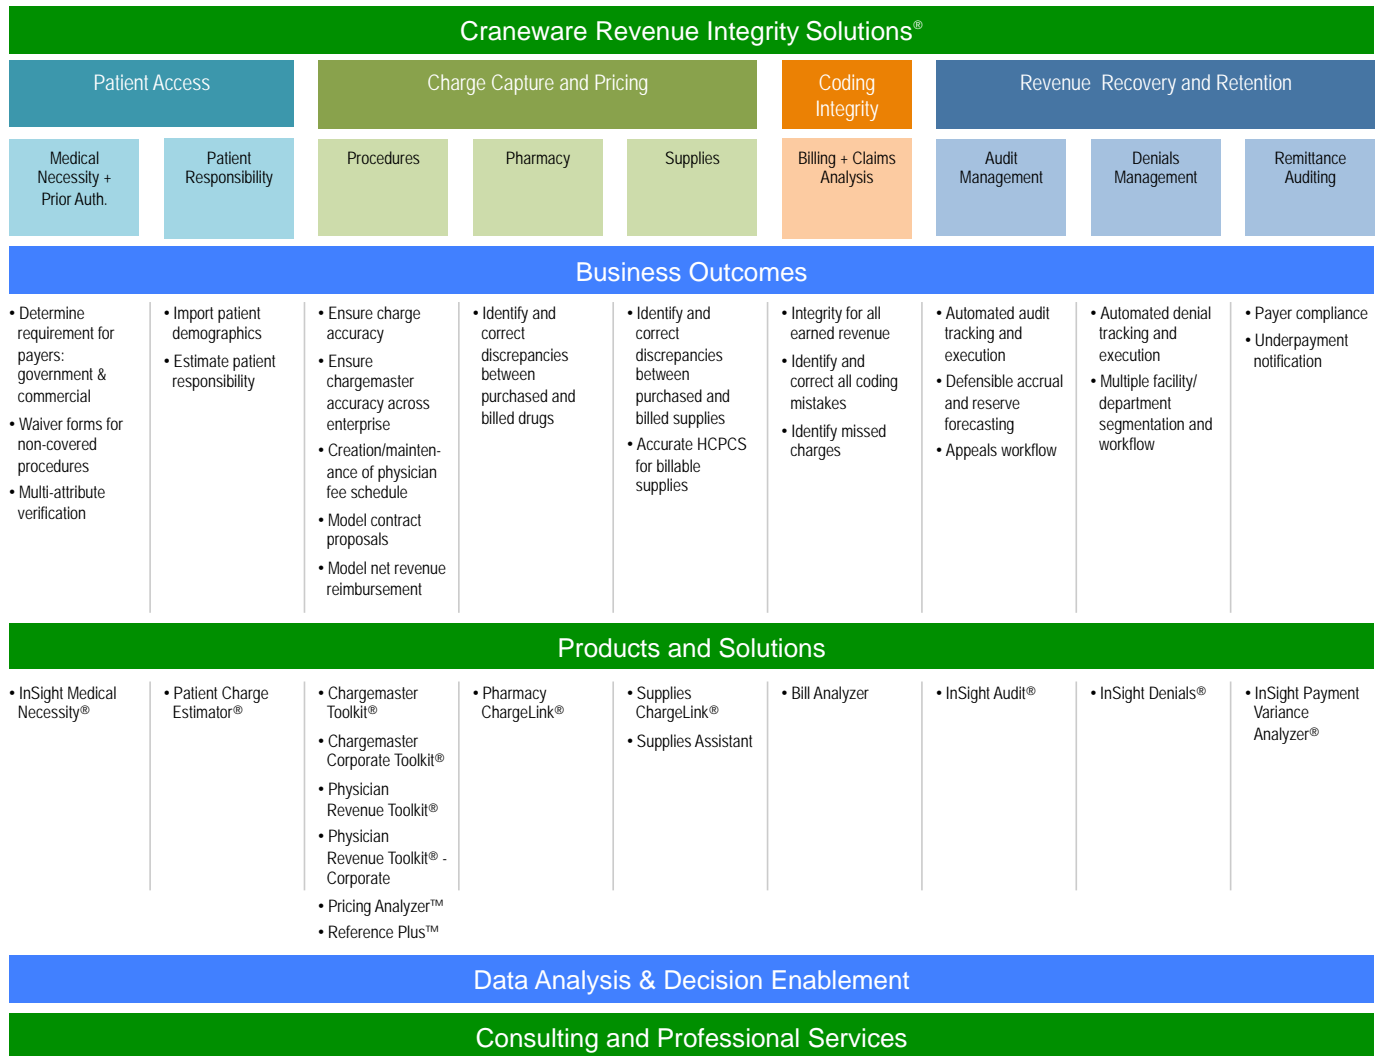 Craneware Revenue Integrity Solutions®
Patient Access
Charge Capture and Pricing
Coding
Integrity
Revenue Recovery and Retention
Medical
Necessity +
Prior Auth.
Patient
Responsibility
Procedures
Pharmacy
Supplies
Billing + Claims
Analysis
Audit
Management
Denials
Management
Remittance
Auditing
Business Outcomes
• Determine
requirement for
payers:
government &
commercial
• Waiver forms for
non-covered
procedures
• Multi-attribute
verification
• Import patient
demographics
• Estimate patient
responsibility
• Ensure charge
accuracy
• Ensure
chargemaster
accuracy across
enterprise
• Creation/mainten-
ance of physician
fee schedule
• Model contract
proposals
• Model net revenue
reimbursement
• Identify and
correct
discrepancies
between
purchased and
billed drugs
• Identify and
correct
discrepancies
between
purchased and
billed supplies
• Accurate HCPCS
for billable
supplies
• Integrity for all
earned revenue
• Identify and
correct all coding
mistakes
• Identify missed
charges
• Automated audit
tracking and
execution
• Defensible accrual
and reserve
forecasting
• Appeals workflow
• Automated denial
tracking and
execution
• Multiple facility/
department
segmentation and
workflow
• Payer compliance
• Underpayment
notification
Products and Solutions
• InSight Medical
Necessity®
• Patient Charge
Estimator®
• Chargemaster
Toolkit®
• Chargemaster
Corporate Toolkit®
• Physician
Revenue Toolkit®
• Physician
Revenue Toolkit® -
Corporate
• Pricing Analyzer™
• Reference Plus™
• Pharmacy
ChargeLink®
• Supplies
ChargeLink®
• Supplies Assistant
• Bill Analyzer
• InSight Audit®
• InSight Denials®
• InSight Payment
Variance
Analyzer®
Data Analysis & Decision Enablement
Consulting and Professional Services